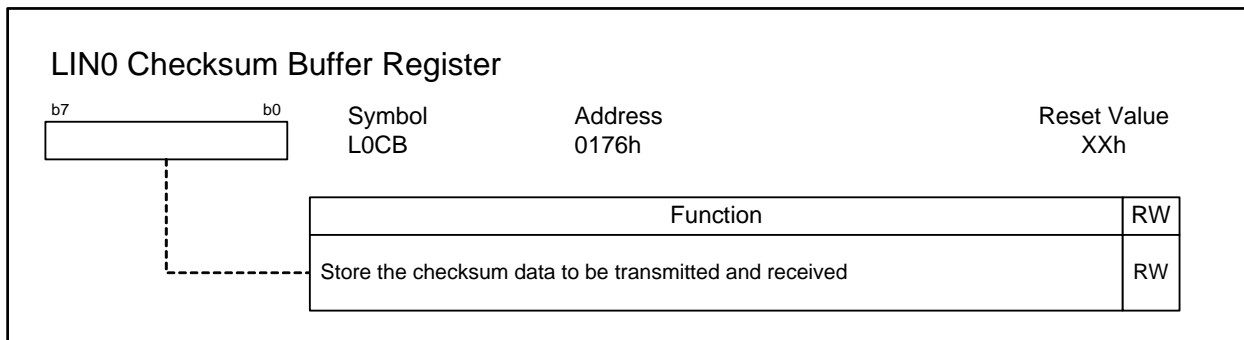 LIN0 Checksum Buffer Register
b7 b0 Symbol Address Reset Value
L0CB 0176h XXh
Function RW
Store the checksum data to be transmitted and received RW